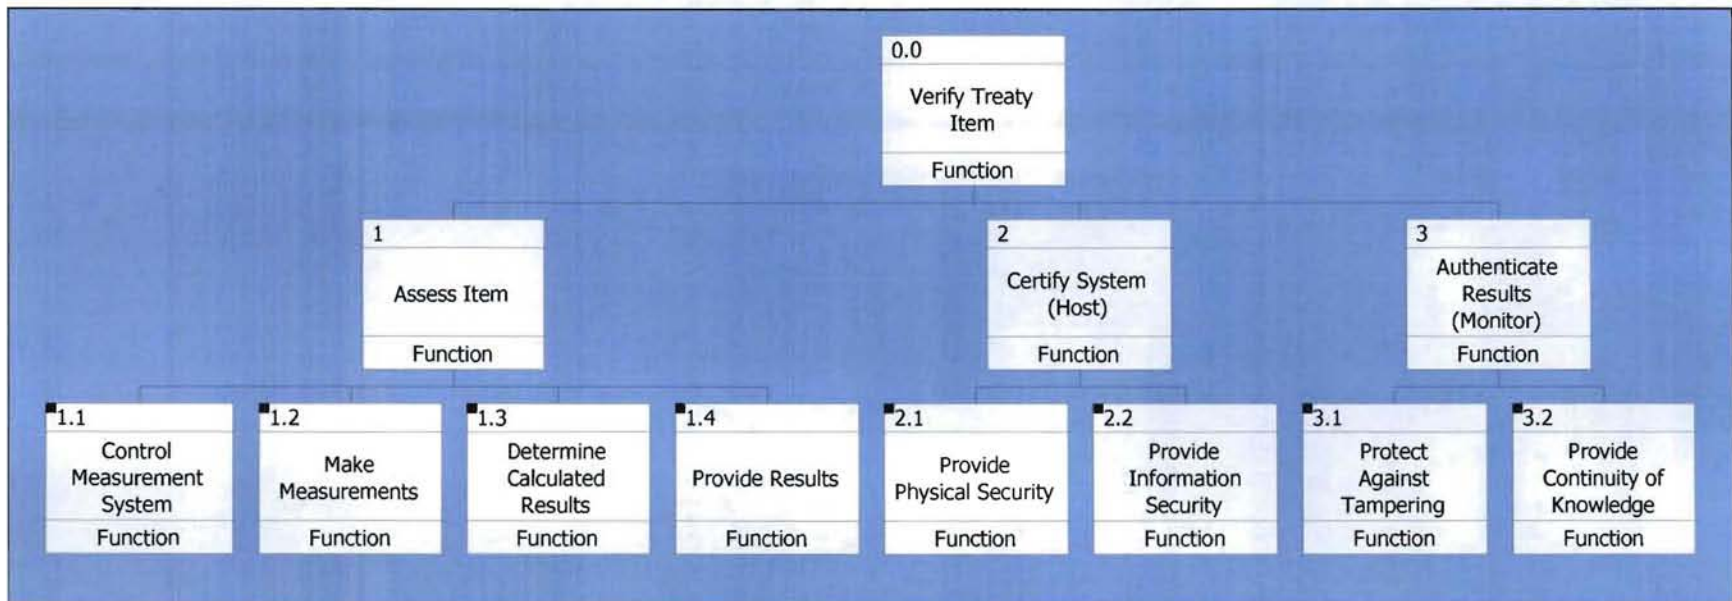 0.0
Verify Treaty
Item
Function
1
Assess Item
Function
2
Certify System
(Host)
Function
3
Authenticate
Results
(Monitor)
Function
1.1
Control
Measurement
System
Function
1.2
Make
Measurements
Function
1.3
Determine
Calculated
Results
Function
1.4
Provide Results
Function
2.1
Provide
Physical Security
Function
2.2
Provide
Information
Security
Function
3.1
Protect
Against
Tampering
Function
3.2
Provide
Continuity of
Knowledge
Function